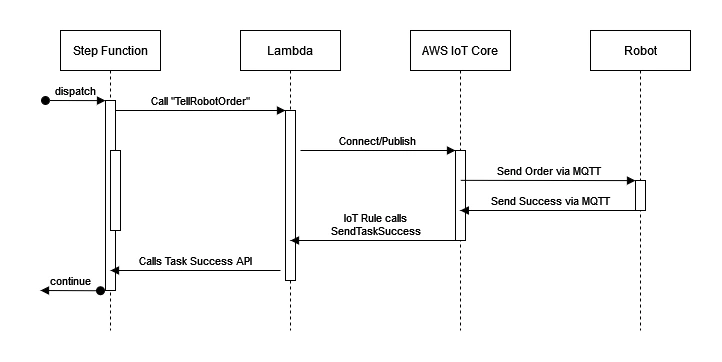 Step Function
Lambda
AWS IoT Core
Robot
dispatch
Call "TellRobotOrder"
Connect/Publish
Send Order via MQTT
Send Success via MQTT
IoT Rule calls
SendTaskSuccess
Calls Task Success API
continue